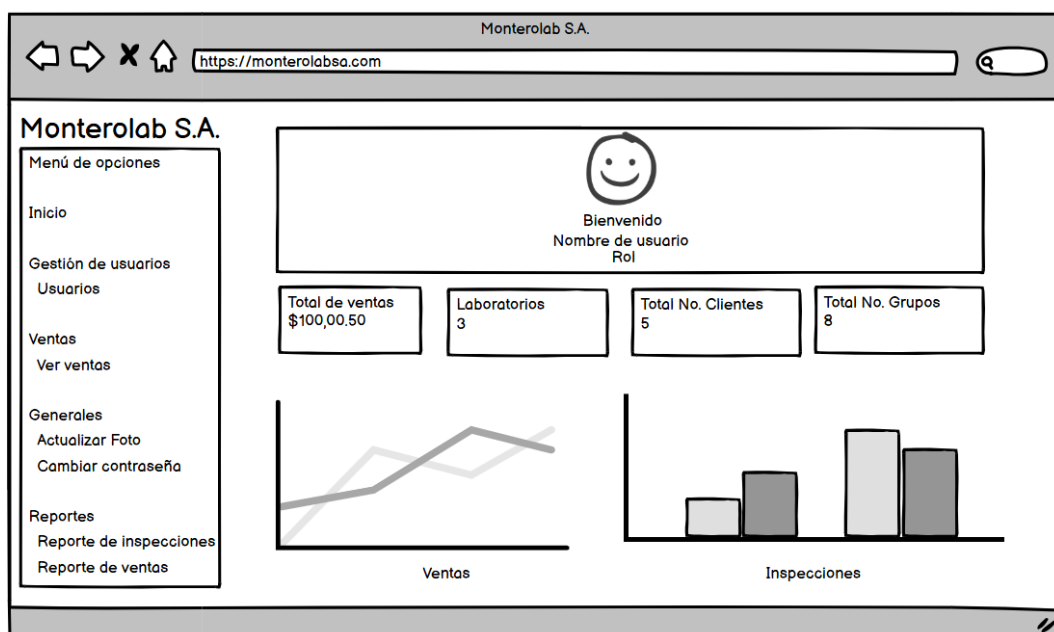 Monterolab S.A.
https://monterolabsa.com
Monterolab S.A.
Menú de opciones
Inicio
Gestión de usuarios
Usuarios
Ventas
Ver ventas
Generales
Actualizar Foto
Cambiar contraseña
Reportes
Reporte de inspecciones
Reporte de ventas
Bienvenido
Nombre de usuario
Rol
Total de ventas
$100,00.50
Laboratorios
3
Total No. Clientes
5
Total No. Grupos
8
Ventas
Inspecciones